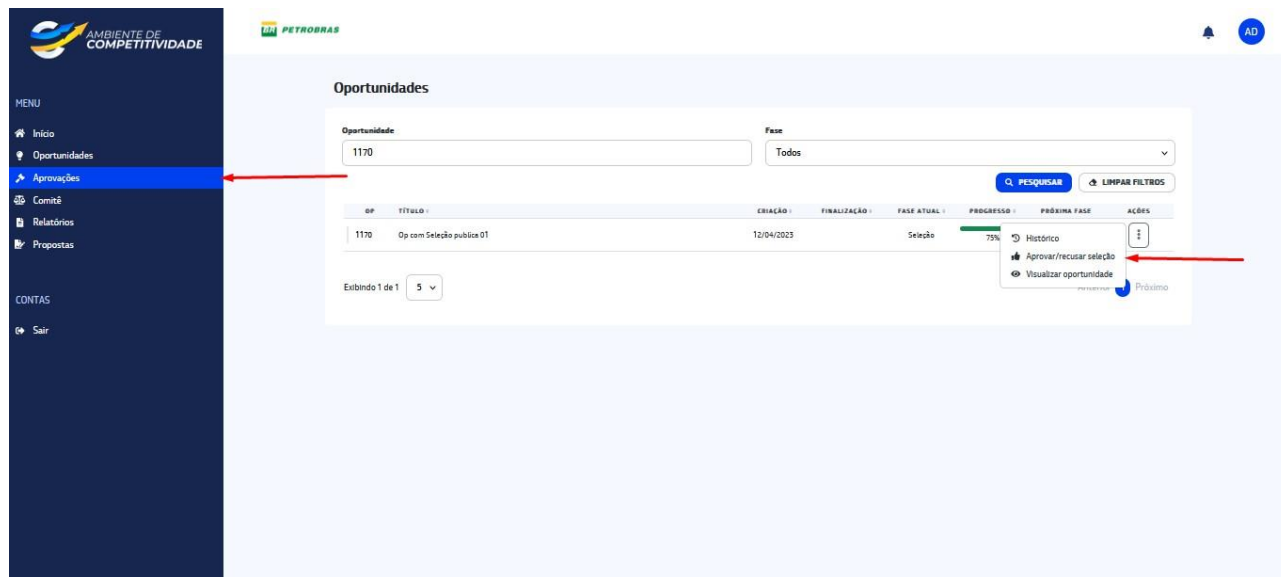 AMBIENTE DE
COMPETITIVIDADE
BR PETROBRAS
AD
MENU
Início
Oportunidades
Aprovações
Comitê
Relatórios
Propostas
CONTAS
Sair
Oportunidades
Oportunidade
Fase
1170
Todos
PESQUISAR
LIMPAR FILTROS
OP TÍTULO CRIAÇÃO FINALIZAÇÃO FASE ATUAL PROGRESSO PRÓXIMA FASE AÇÕES
1170 Op com Seleção publica 01 12/04/2023 Seleção 75%
Histórico
Aprovar/recusar seleção
Visualizar oportunidade
Exibindo 1 de 1 5
Próximo